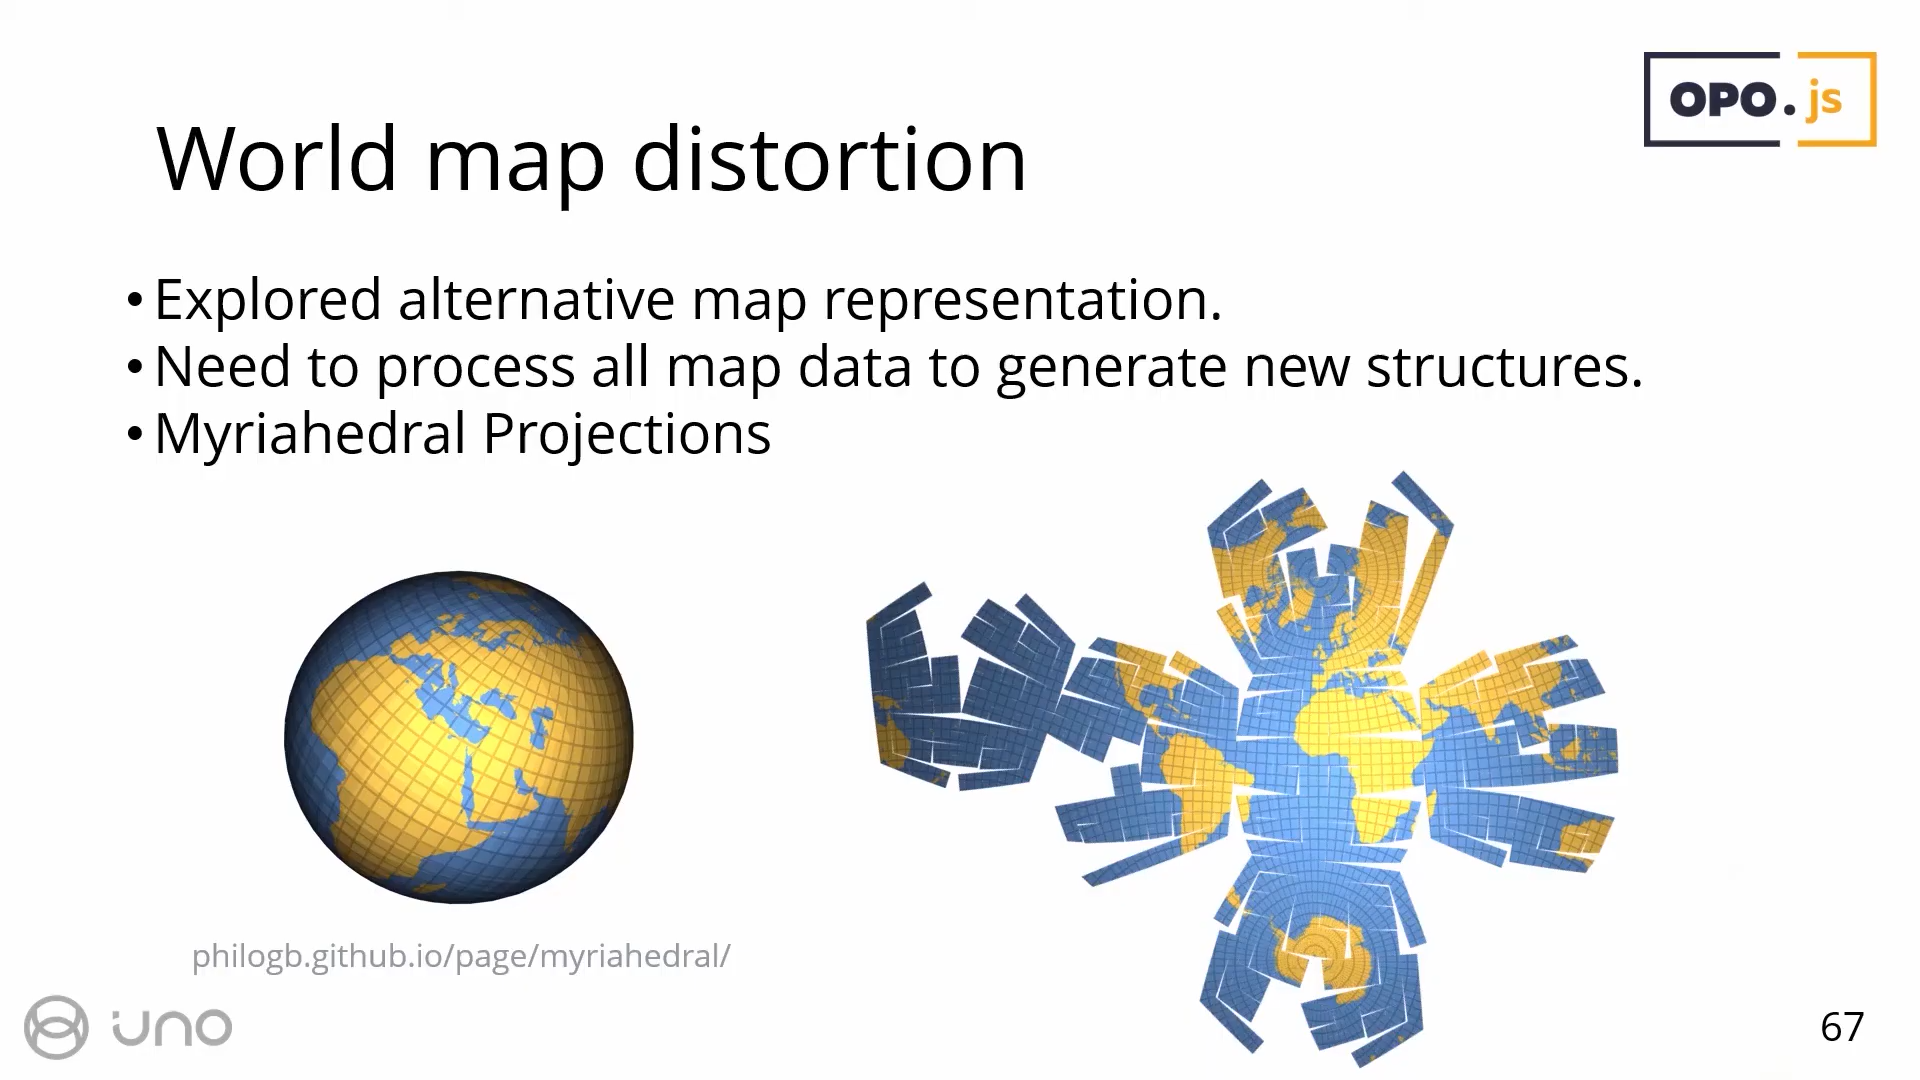 OPO.js
World map distortion
• Explored alternative map representation.
• Need to process all map data to generate new structures.
• Myriahedral Projections
philogb.github.io/page/myriahedral/
uno
67